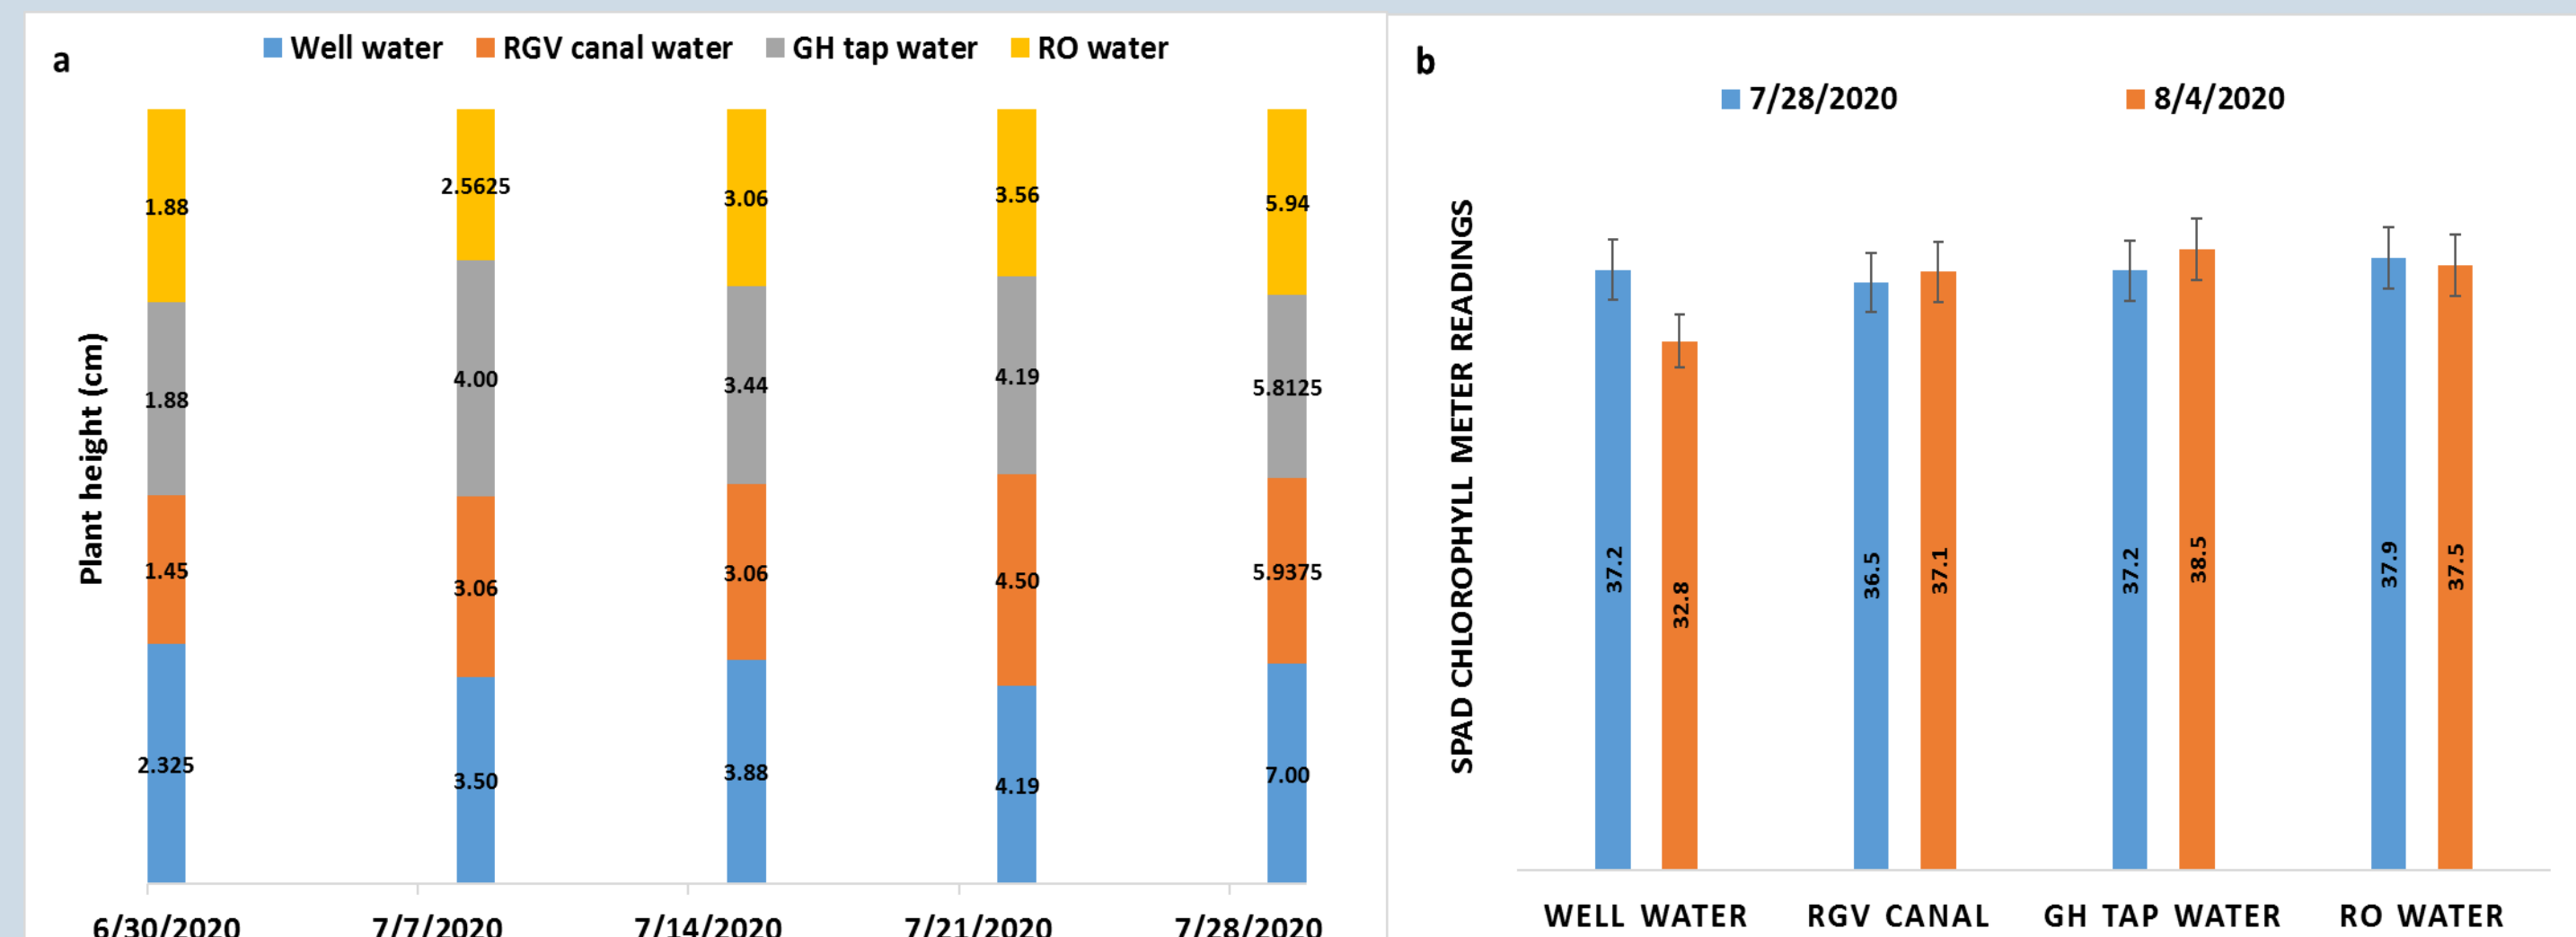 a
Well water RGV canal water GH tap water RO water
Plant height (cm)
1.88 2.5625 3.06 3.56 5.94
1.88 4.00 3.44 4.19 5.8125
1.45 3.06 3.06 4.50 5.9375
2.325 3.50 3.88 4.19 7.00
6/30/2020 7/7/2020 7/14/2020 7/21/2020 7/28/2020
b
7/28/2020 8/4/2020
SPAD CHLOROPHYLL METER READINGS
37.2 32.8 36.5 37.1 37.2 38.5 37.9 37.5
WELL WATER RGV CANAL GH TAP WATER RO WATER